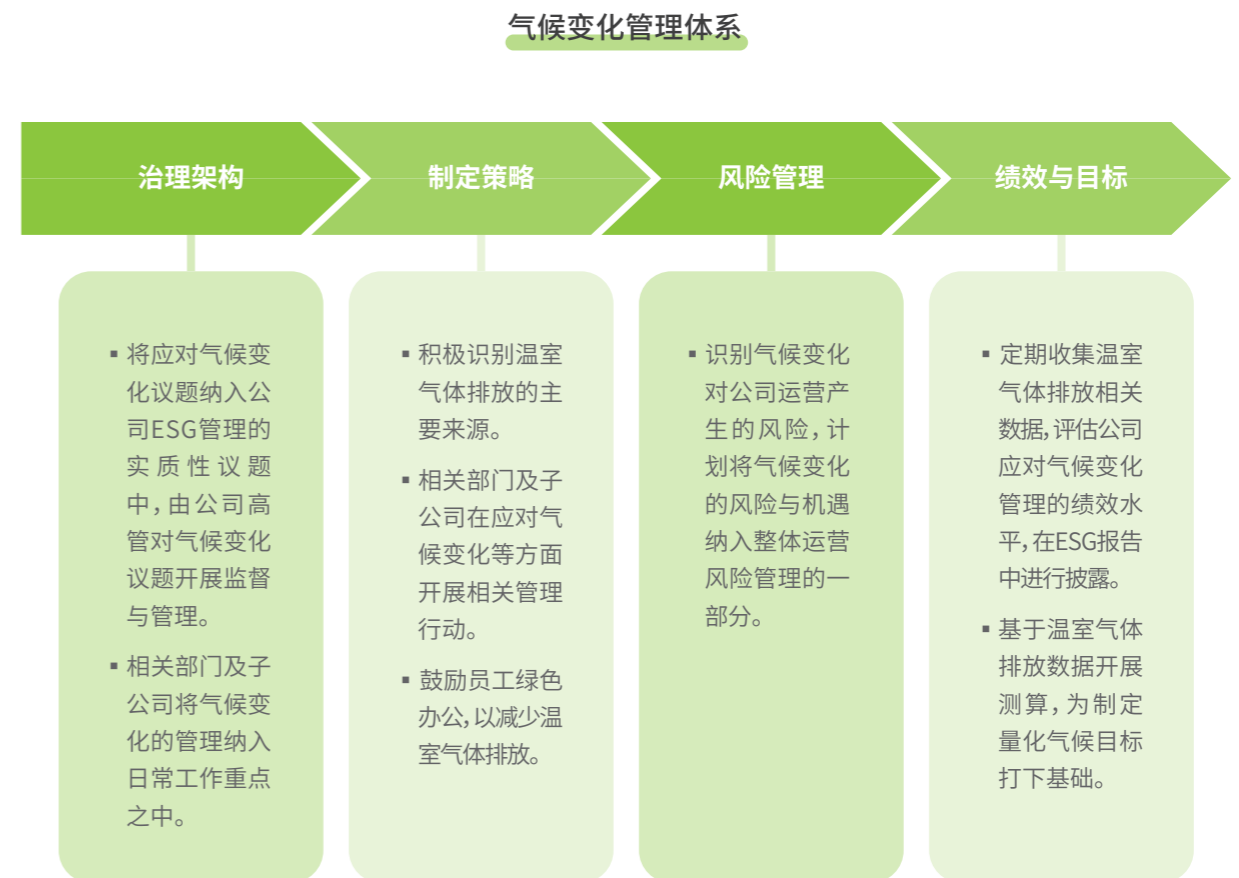 气候变化管理体系
治理架构
制定策略
风险管理
绩效与目标
▪ 将应对气候变
化议题纳入公
司ESG管理的
实质性议题
中,由公司高
管对气候变化
议题开展监督
与管理。
▪ 相关部门及子
公司将气候变
化的管理纳入
日常工作重点
之中。
▪ 积极识别温室
气体排放的主
要来源。
▪ 相关部门及子
公司在应对气
候变化等方面
开展相关管理
行动。
▪ 鼓励员工绿色
办公,以减少温
室气体排放。
▪ 识别气候变化
对公司运营产
生的风险,计
划将气候变化
的风险与机遇
纳入整体运营
风险管理的一
部分。
▪ 定期收集温室
气体排放相关
数据,评估公司
应对气候变化
管理的绩效水
平,在ESG报告
中进行披露。
▪ 基于温室气体
排放数据开展
测算,为制定
量化气候目标
打下基础。